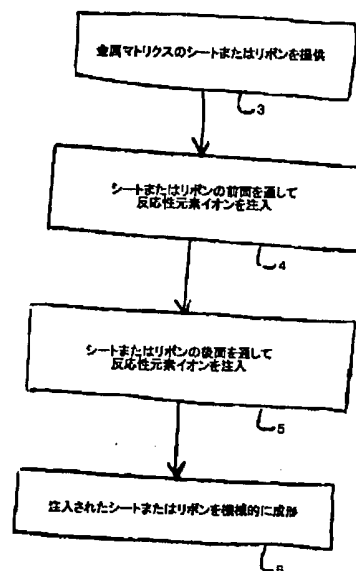 金属マトリクスのシートまたはリボンを提供
3
シートまたはリボンの前面を通して
反応性元素イオンを注入
4
シートまたはリボンの後面を通して
反応性元素イオンを注入
5
注入されたシートまたはリボンを機械的に成形
6